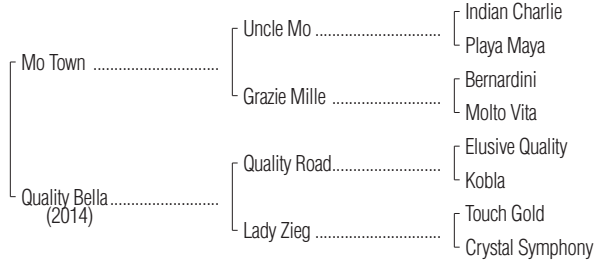 Indian Charlie
Uncle Mo
Playa Maya
Mo Town
Bernardini
Grazie Mille
Molto Vita
Elusive Quality
Quality Road
Kobla
Quality Bella
(2014)
Touch Gold
Lady Zieg
Crystal Symphony